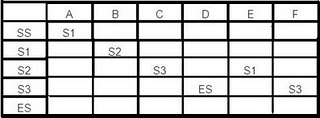 A B C D E F
SS S1
S1 S2
S2 S3 S1
S3 ES S3
ES